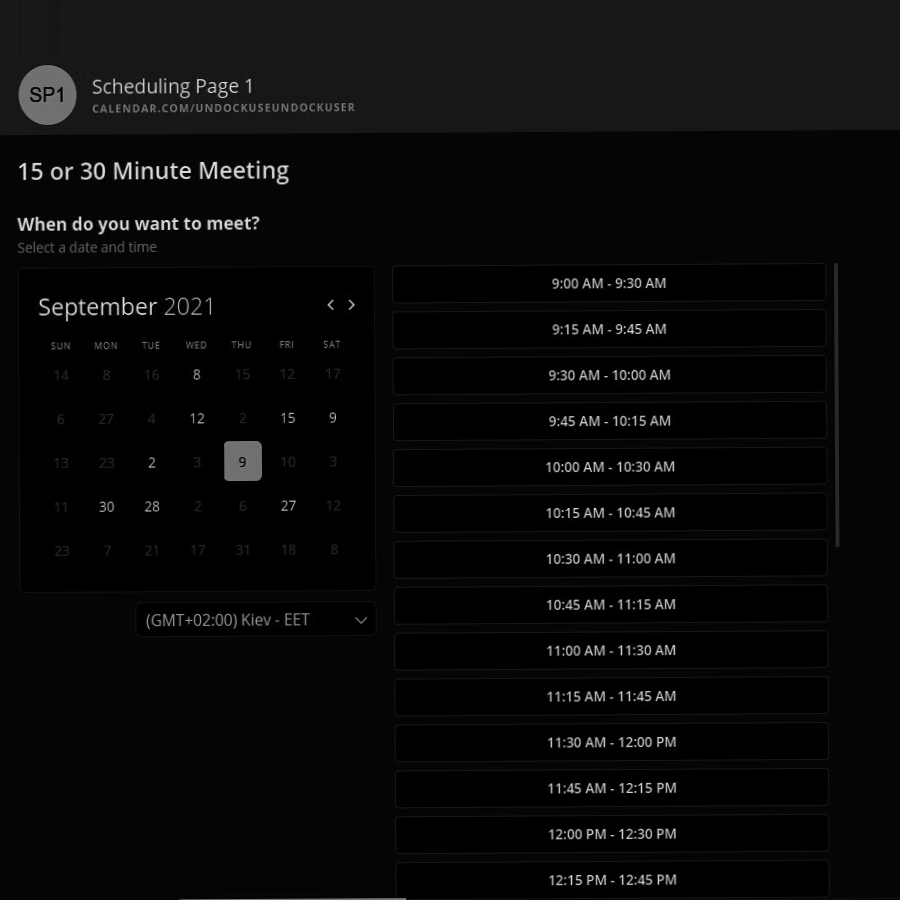 SP1
Scheduling Page 1
CALENDAR.COM/UNDOCKUSEUNDOCKUSER
15 or 30 Minute Meeting
When do you want to meet?
Select a date and time
September 2021
SUN MON TUE WED THU FRI SAT
14 8 16 8 15 12 17
6 27 4 12 2 15 9
13 23 2 3 9 10 3
11 30 28 2 6 27 12
23 7 21 17 31 18 8
(GMT+02:00) Kiev - EET
9:00 AM - 9:30 AM
9:15 AM - 9:45 AM
9:30 AM - 10:00 AM
9:45 AM - 10:15 AM
10:00 AM - 10:30 AM
10:15 AM - 10:45 AM
10:30 AM - 11:00 AM
10:45 AM - 11:15 AM
11:00 AM - 11:30 AM
11:15 AM - 11:45 AM
11:30 AM - 12:00 PM
11:45 AM - 12:15 PM
12:00 PM - 12:30 PM
12:15 PM - 12:45 PM